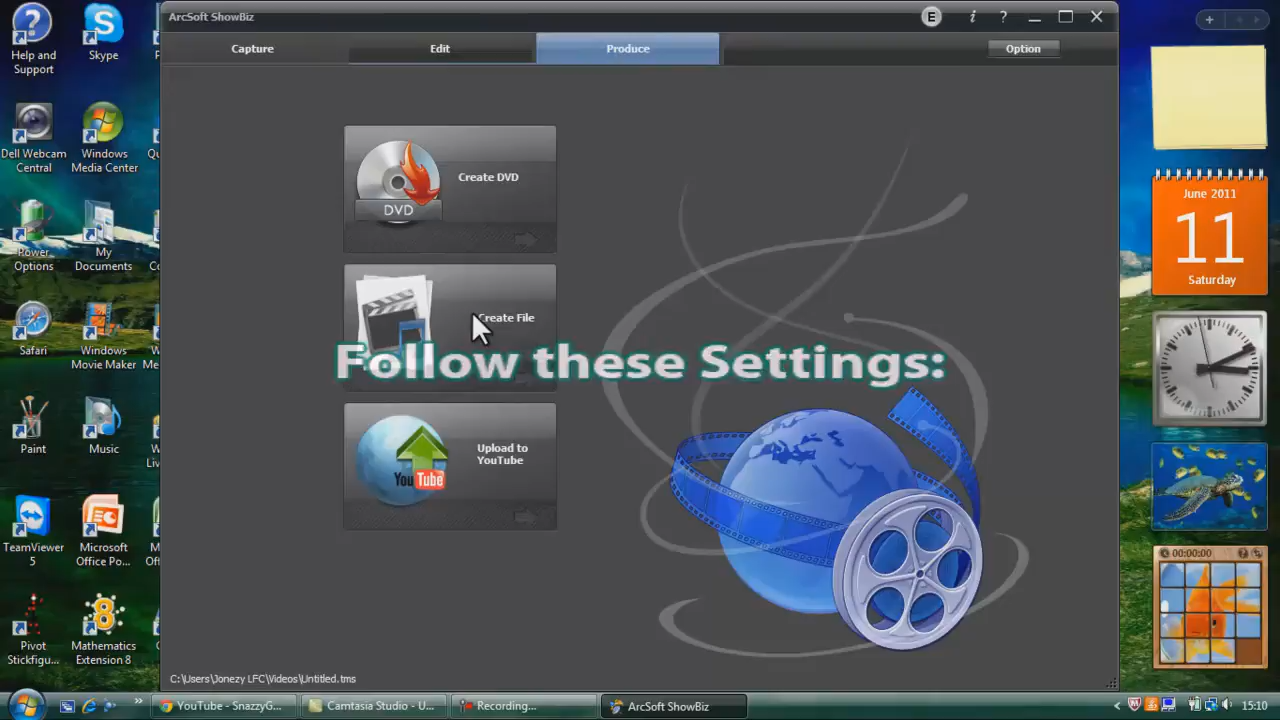 ArcSoft ShowBiz
E
i
?
Capture
Edit
Produce
Option
Help and
Support
Skype
Dell Webcam
Central
Windows
Media Center
Power
Options
My
Documents
Safari
Windows
Movie Maker
Paint
Music
TeamViewer
5
Microsoft
Office Po...
Pivot
Stickfigu...
Mathematics
Extension 8
Create DVD
DVD
Create File
Follow these Settings:
Upload to
YouTube
You Tube
June 2011
11
Saturday
00:00:00
C:\Users\Jonezy LFC\Videos\Untitled.tms
YouTube - SnazzyG...
Camtasia Studio - U...
Recording...
ArcSoft ShowBiz
15:10